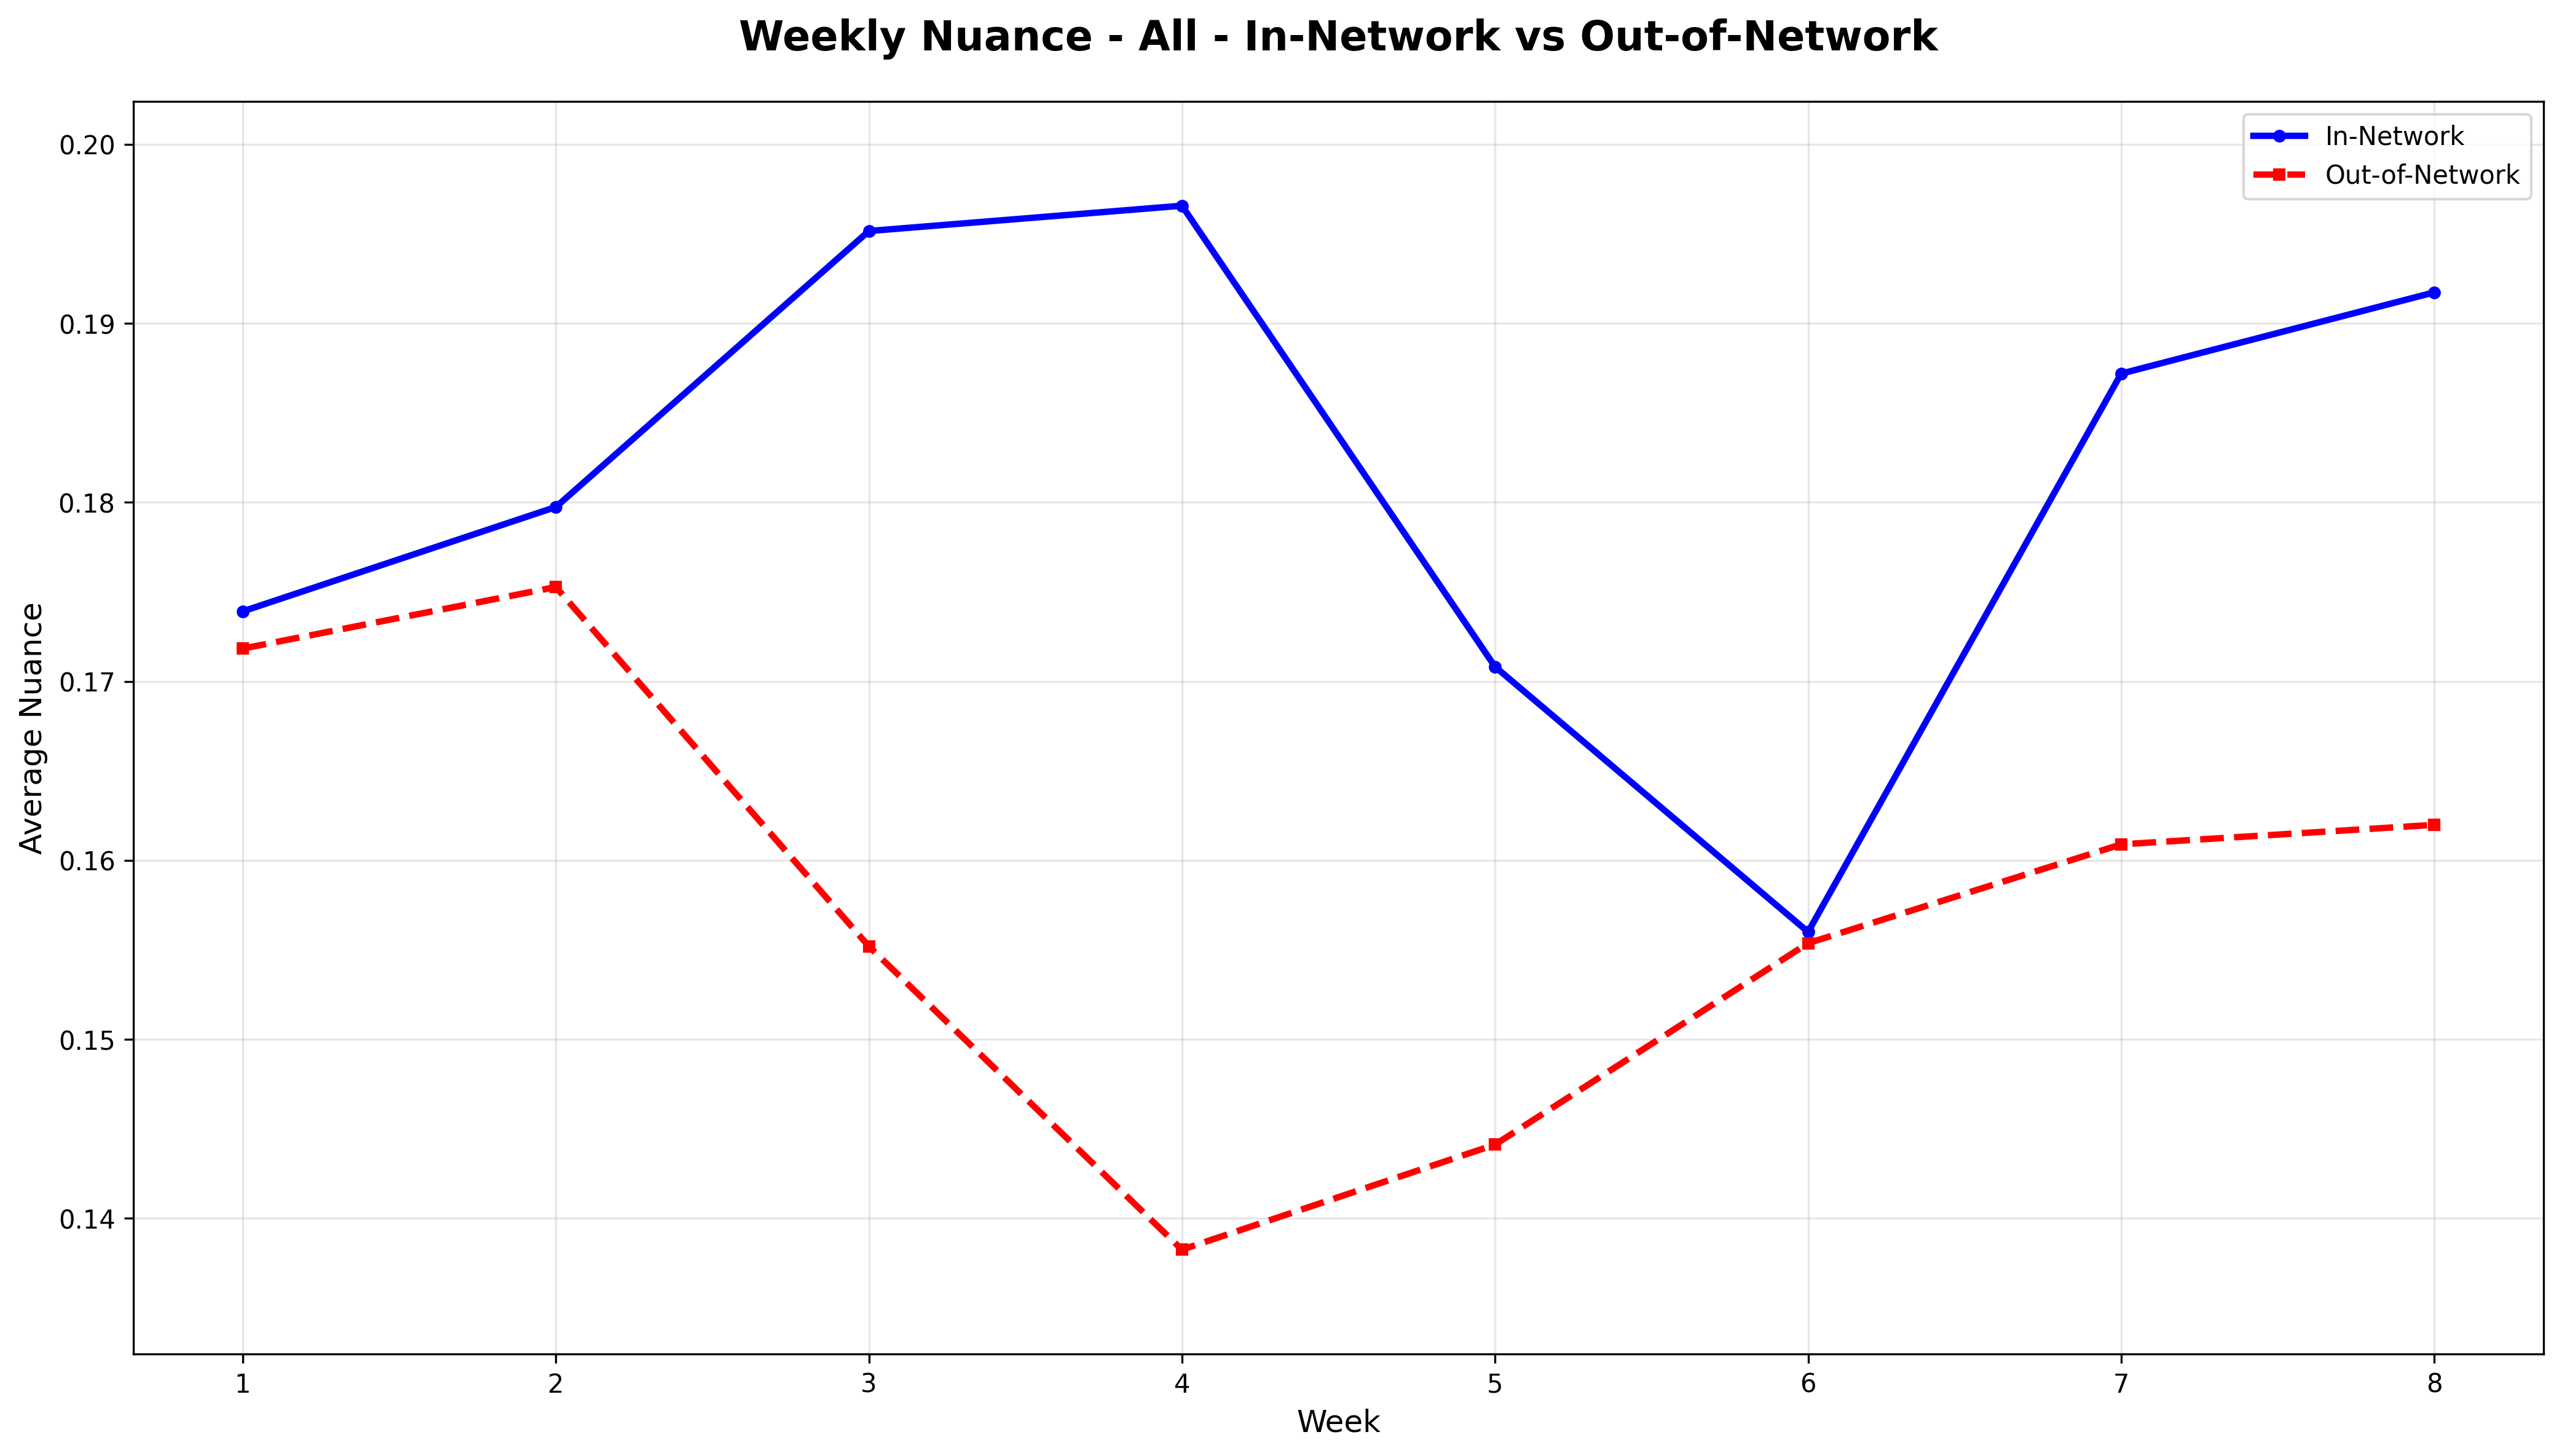 Weekly Nuance - All - In-Network vs Out-of-Network
In-Network
Out-of-Network
0.20
0.19
0.18
0.17
0.16
0.15
0.14
Average Nuance
1 2 3 4 5 6 7 8
Week